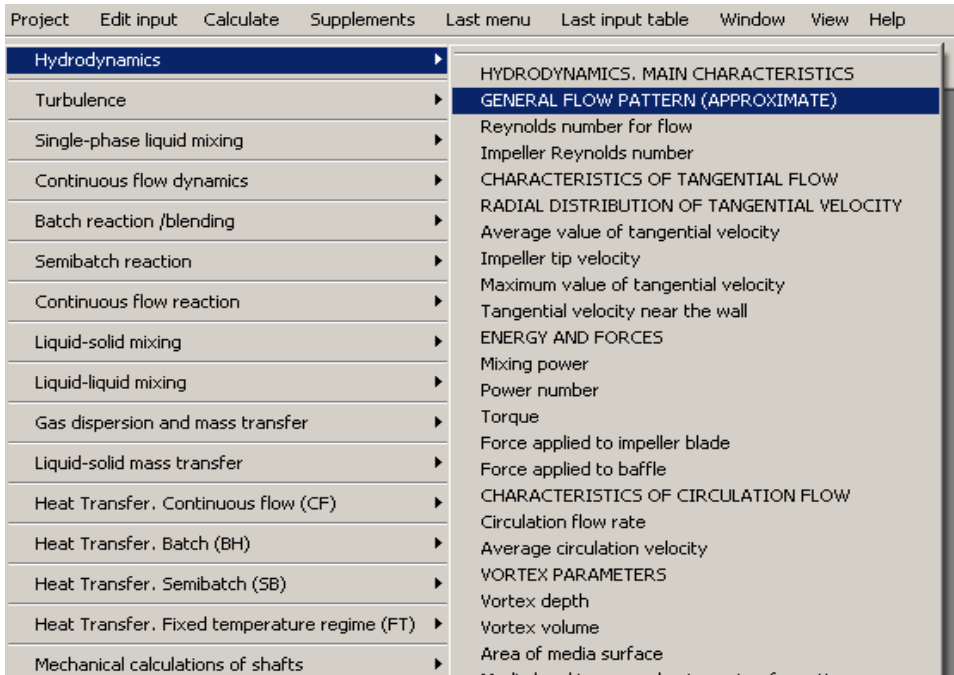 Project Edit input Calculate Supplements Last menu Last input table Window View Help
Hydrodynamics
Turbulence
Single-phase liquid mixing
Continuous flow dynamics
Batch reaction /blending
Semibatch reaction
Continuous flow reaction
Liquid-solid mixing
Liquid-liquid mixing
Gas dispersion and mass transfer
Liquid-solid mass transfer
Heat Transfer. Continuous flow (CF)
Heat Transfer. Batch (BH)
Heat Transfer. Semibatch (SB)
Heat Transfer. Fixed temperature regime (FT)
Mechanical calculations of shafts
HYDRODYNAMICS. MAIN CHARACTERISTICS
GENERAL FLOW PATTERN (APPROXIMATE)
Reynolds number for flow
Impeller Reynolds number
CHARACTERISTICS OF TANGENTIAL FLOW
RADIAL DISTRIBUTION OF TANGENTIAL VELOCITY
Average value of tangential velocity
Impeller tip velocity
Maximum value of tangential velocity
Tangential velocity near the wall
ENERGY AND FORCES
Mixing power
Power number
Torque
Force applied to impeller blade
Force applied to baffle
CHARACTERISTICS OF CIRCULATION FLOW
Circulation flow rate
Average circulation velocity
VORTEX PARAMETERS
Vortex depth
Vortex volume
Area of media surface